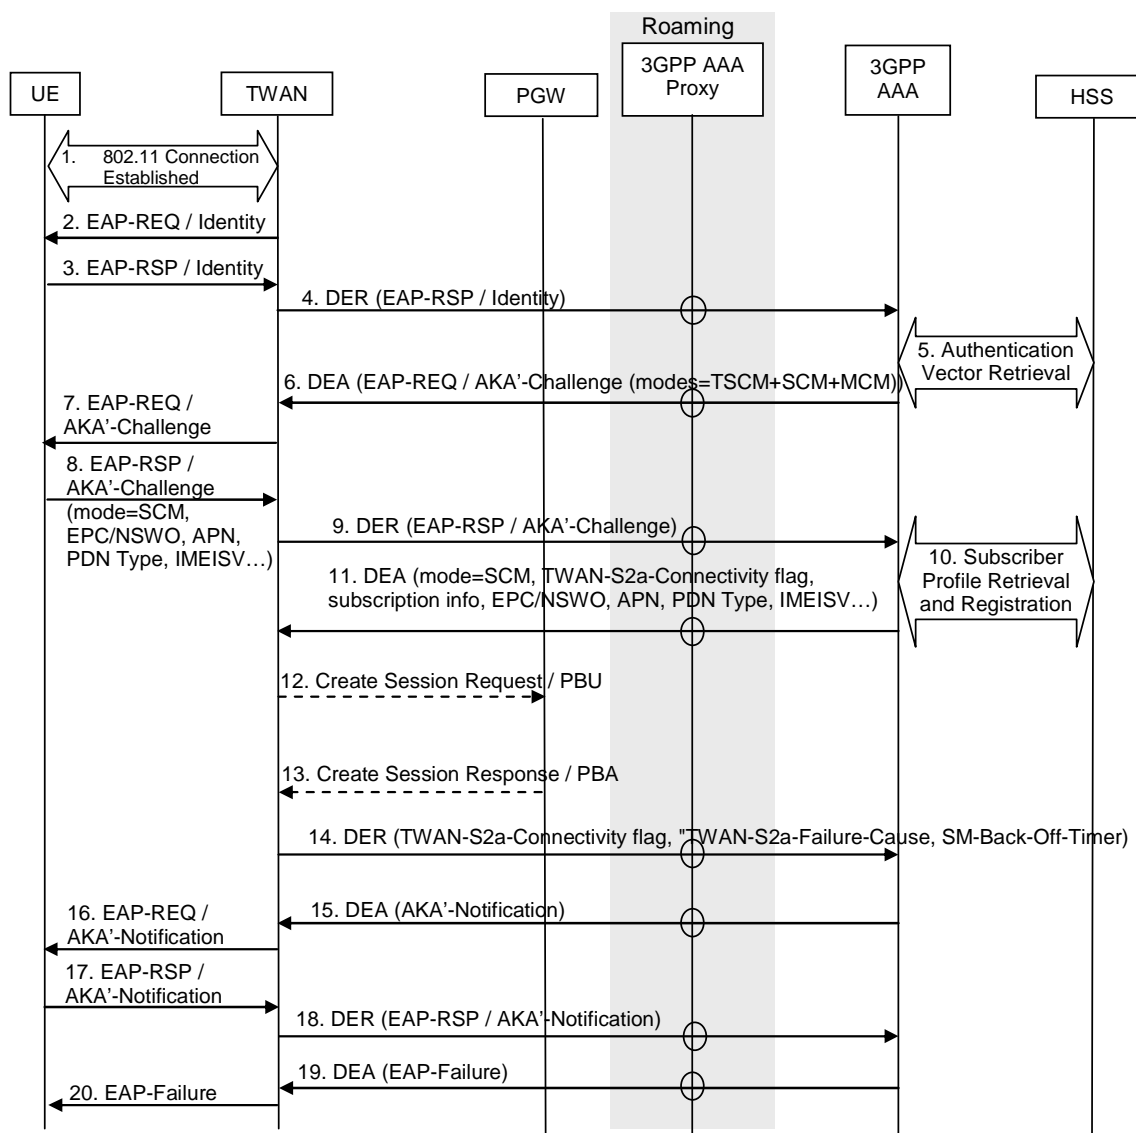 Roaming
UE
TWAN
PGW
3GPP AAA
Proxy
3GPP
AAA
HSS
1. 802.11 Connection
Established
2. EAP-REQ / Identity
3. EAP-RSP / Identity
4. DER (EAP-RSP / Identity)
5. Authentication
Vector Retrieval
6. DEA (EAP-REQ / AKA’-Challenge (modes=TSCM+SCM+MCM))
7. EAP-REQ /
AKA’-Challenge
8. EAP-RSP /
AKA’-Challenge
(mode=SCM,
EPC/NSWO, APN,
PDN Type, IMEISV…)
9. DER (EAP-RSP / AKA’-Challenge)
10. Subscriber
Profile Retrieval
and Registration
11. DEA (mode=SCM, TWAN-S2a-Connectivity flag,
subscription info, EPC/NSWO, APN, PDN Type, IMEISV…)
12. Create Session Request / PBU
13. Create Session Response / PBA
14. DER (TWAN-S2a-Connectivity flag, "TWAN-S2a-Failure-Cause, SM-Back-Off-Timer)
15. DEA (AKA’-Notification)
16. EAP-REQ /
AKA’-Notification
17. EAP-RSP /
AKA’-Notification
18. DER (EAP-RSP / AKA’-Notification)
19. DEA (EAP-Failure)
20. EAP-Failure